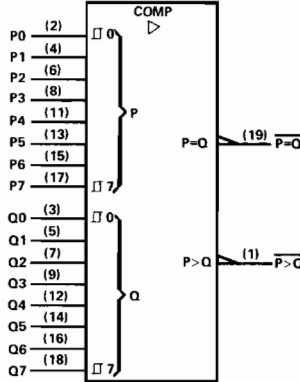 COMP
P0 (2) 0
P1 (4)
P2 (6)
P3 (8)
P4 (11) P
P5 (13) P=Q (19) P=Q
P6 (15)
P7 (17) 7
Q0 (3) 0
Q1 (5)
Q2 (7) P>Q (1) P>Q
Q3 (9)
Q4 (12) Q
Q5 (14)
Q6 (16)
Q7 (18) 7